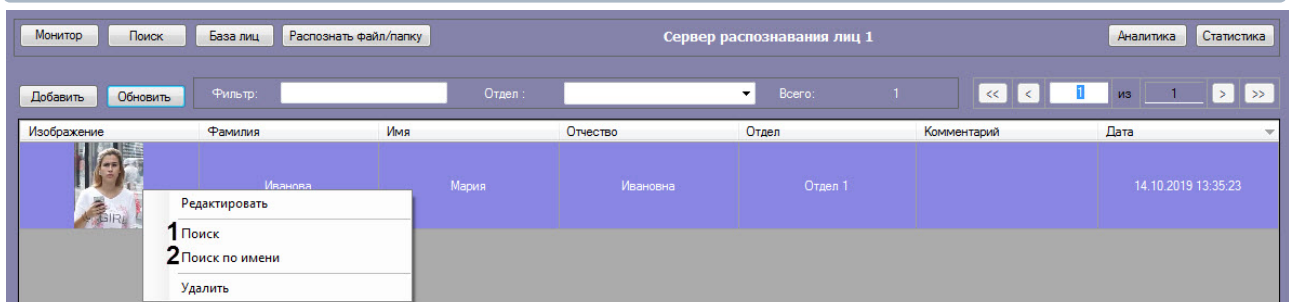 Монитор Поиск База лиц Распознать файл/папку Сервер распознавания лиц 1 Аналитика Статистика
Добавить Обновить Фильтр: Отдел : Всего: 1 << < 1 из 1 > >>
Изображение Фамилия Имя Отчество Отдел Комментарий Дата
Иванова Мария Ивановна Отдел 1 14.10.2019 13:35:23
GIRL
Редактировать
1 Поиск
2 Поиск по имени
Удалить